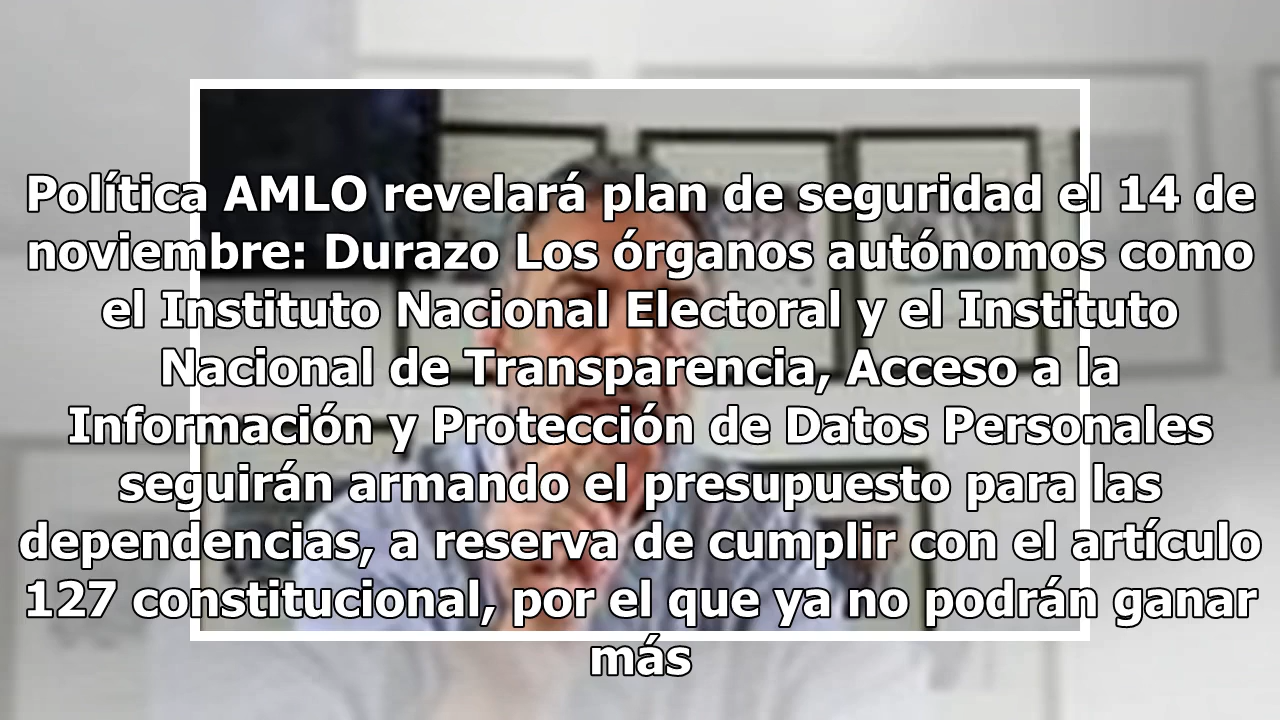 Política AMLO revelará plan de seguridad el 14 de
noviembre: Durazo Los órganos autónomos como
el Instituto Nacional Electoral y el Instituto
Nacional de Transparencia, Acceso a la
Información y Protección de Datos Personales
seguirán armando el presupuesto para las
dependencias, a reserva de cumplir con el artículo
127 constitucional, por el que ya no podrán ganar
más